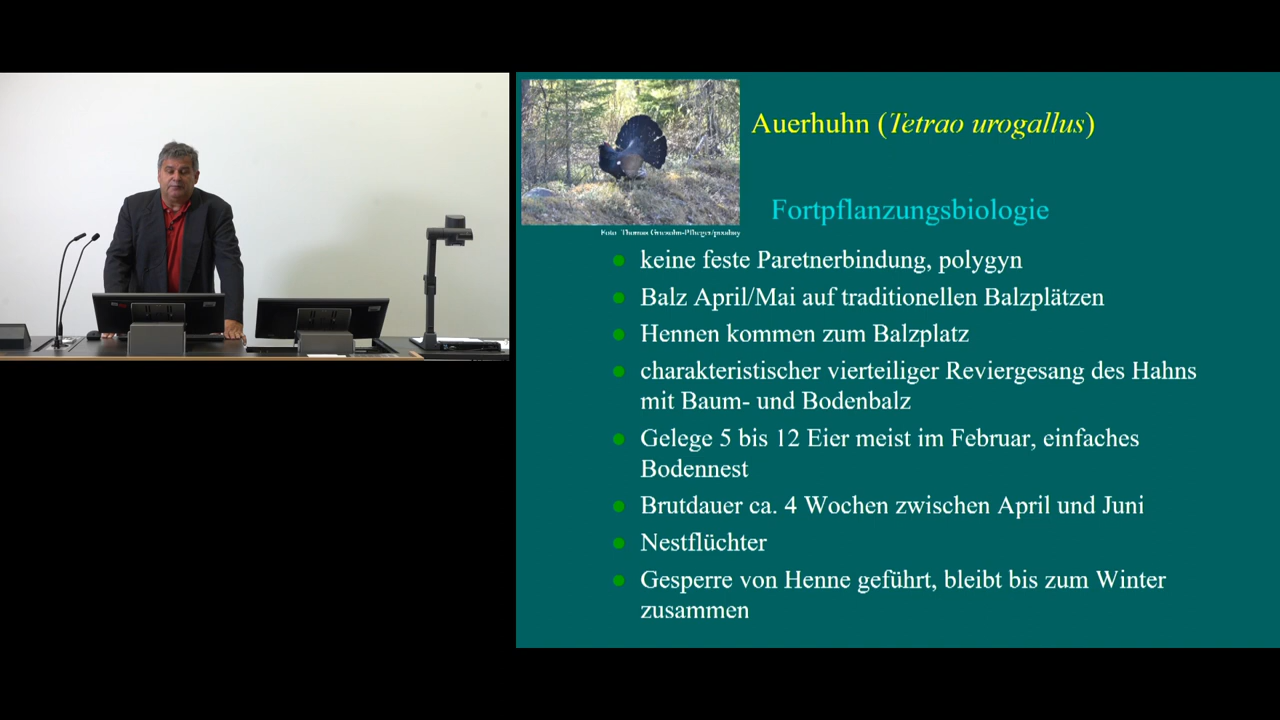 Auerhuhn (Tetrao urogallus)
Fortpflanzungsbiologie
keine feste Paretnerbindung, polygyn
Balz April/Mai auf traditionellen Balzplätzen
Hennen kommen zum Balzplatz
charakteristischer vierteiliger Reviergesang des Hahns
mit Baum- und Bodenbalz
Gelege 5 bis 12 Eier meist im Februar, einfaches
Bodennest
Brutdauer ca. 4 Wochen zwischen April und Juni
Nestflüchter
Gesperre von Henne geführt, bleibt bis zum Winter
zusammen